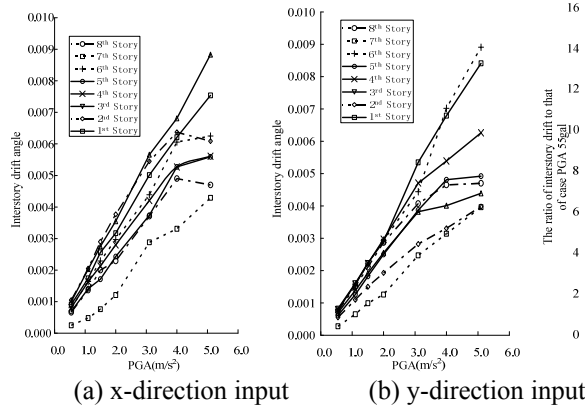 0.010
0.009
0.008
0.007
0.006
0.005
0.004
0.003
0.002
0.001
0.000
Interstory drift angle
8th Story
7th Story
6th Story
5th Story
4th Story
3rd Story
2nd Story
1st Story
0.0 1.0 2.0 3.0 4.0 5.0 6.0
PGA(m/s²)
(a) x-direction input
0.010
0.009
0.008
0.007
0.006
0.005
0.004
0.003
0.002
0.001
0.000
Interstory drift angle
8th Story
7th Story
6th Story
5th Story
4th Story
3rd Story
2nd Story
1st Story
0.0 1.0 2.0 3.0 4.0 5.0 6.0
PGA(m/s²)
(b) y-direction input
The ratio of interstory drift to that
of case PGA 55gal
16
14
12
10
8
6
4
2
0